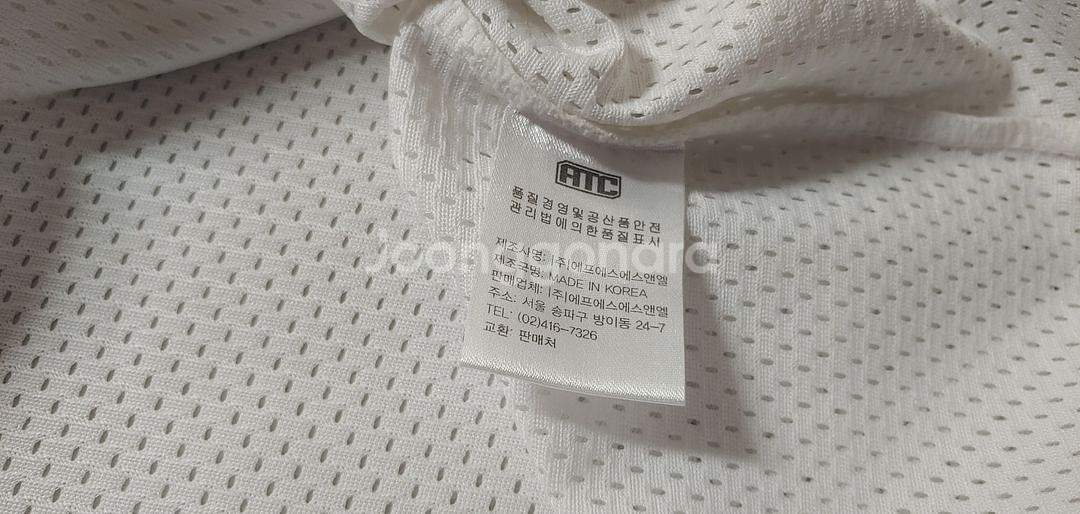 ATC
품질경영및공산품안전
관리법에의한품질표시
제조사명: (주)에프에스에스앤엘
제조국명: MADE IN KOREA
판매업체: (주)에프에스에스앤엘
주소: 서울 송파구 방이동 24-7
TEL: (02)416-7326
교환: 판매처